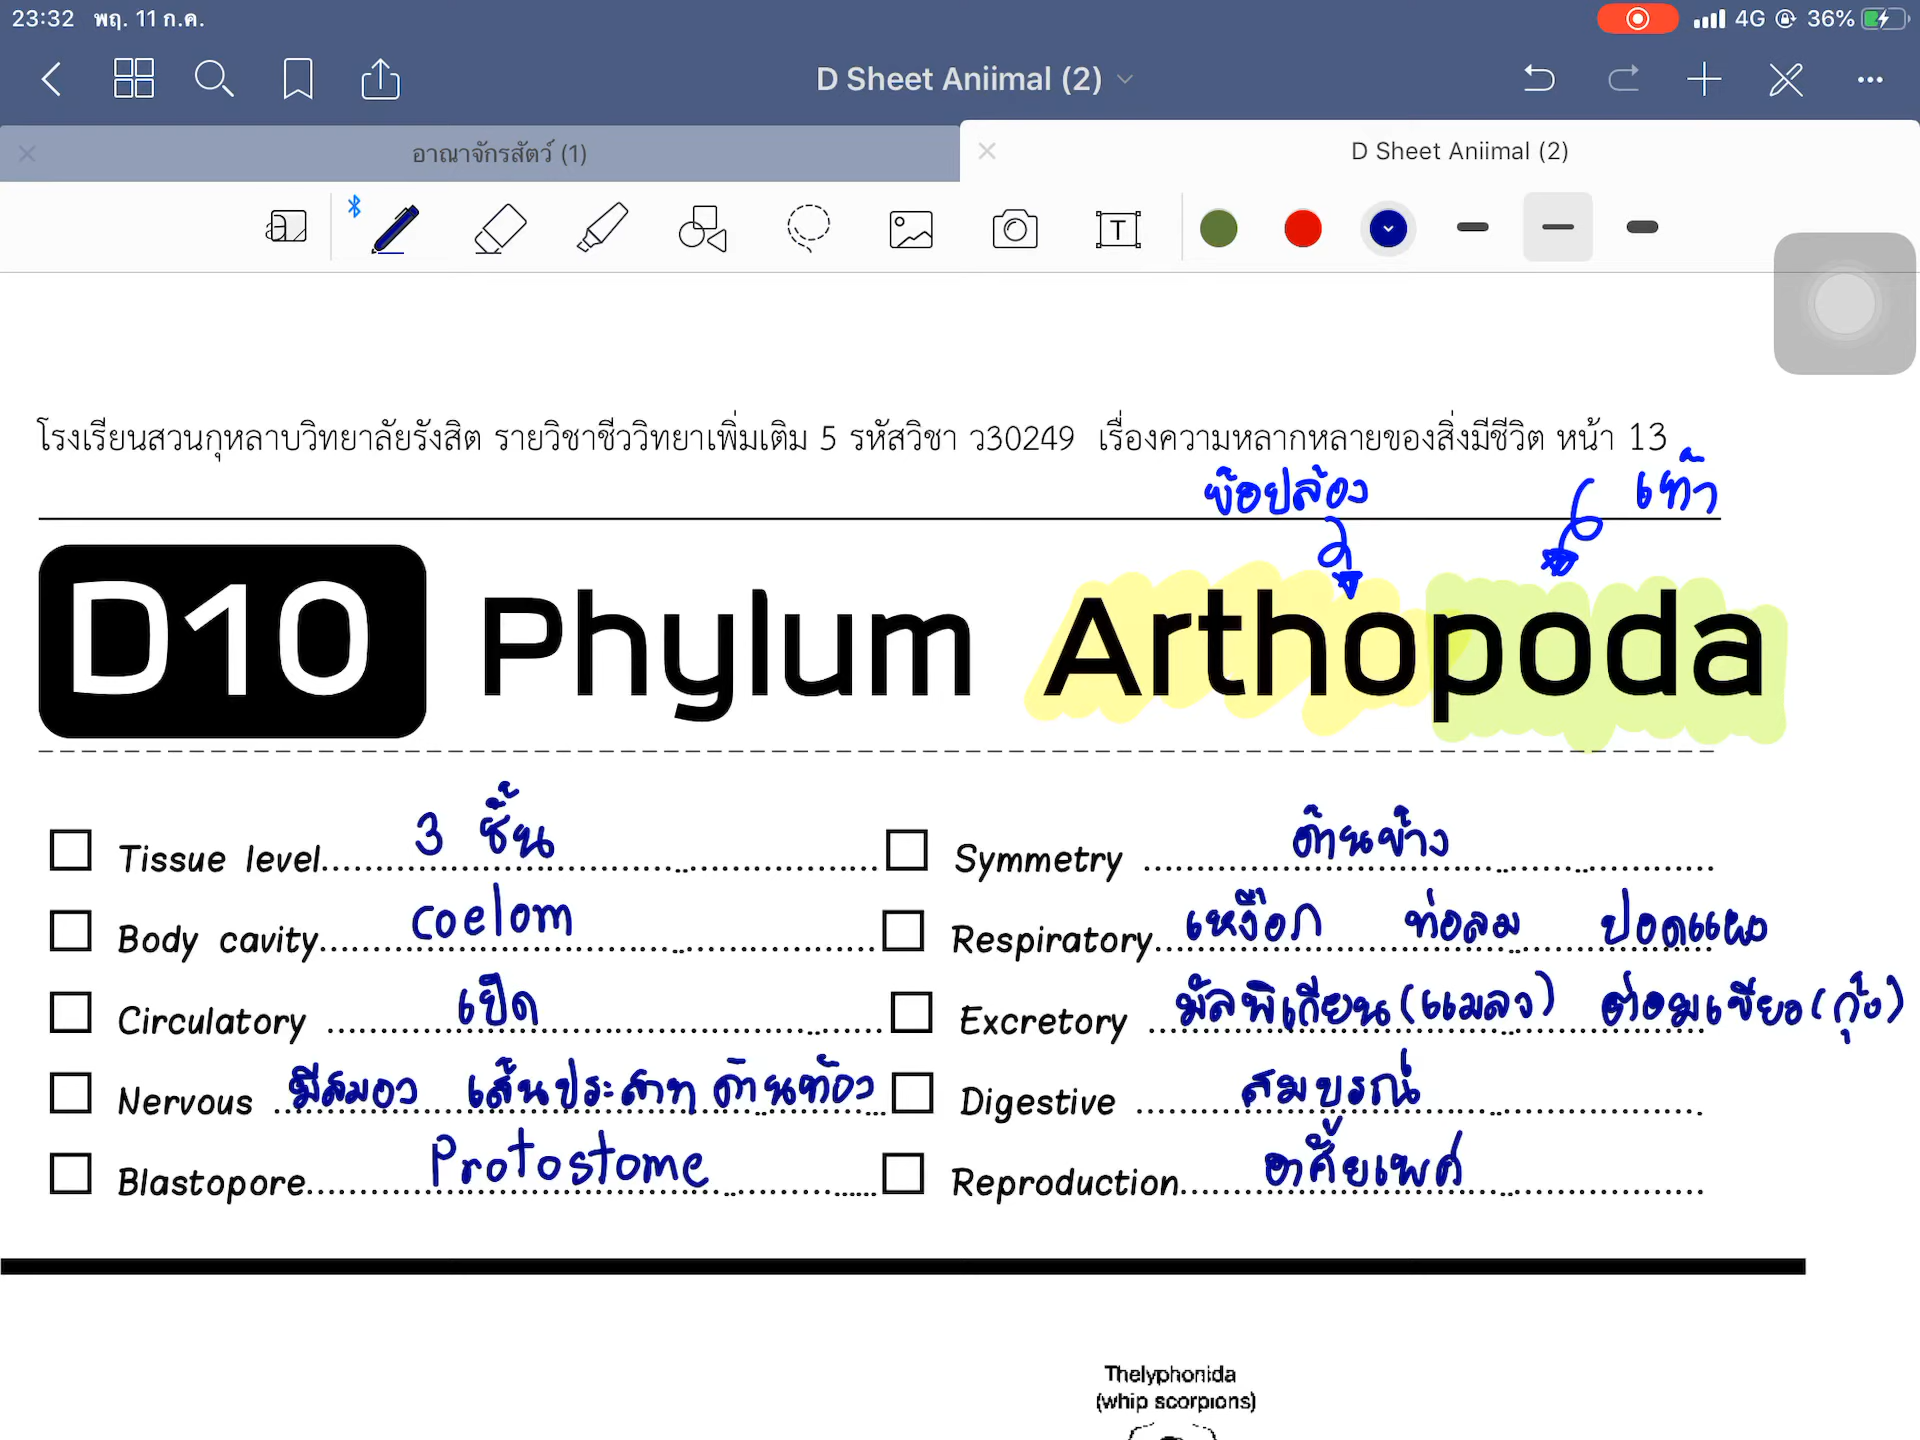 23:32 พฤ. 11 ก.ค. 4G 36%
D Sheet Aniimal (2)
อาณาจักรสัตว์ (1) D Sheet Aniimal (2)
T
โรงเรียนสวนกุหลาบวิทยาลัยรังสิต รายวิชาชีววิทยาเพิ่มเติม 5 รหัสวิชา ว30249 เรื่องความหลากหลายของสิ่งมีชีวิต หน้า 13
ข้อปล้อง เท้า
D10 Phylum Arthopoda
Tissue level 3 ชั้น Symmetry ด้านข้าง
Body cavity coelom Respiratory เหงือก ท่อลม ปอดแผง
Circulatory เปิด Excretory มัลพิเกียน (แมลง) ต่อมเขียว (กุ้ง)
Nervous มีสมอง เส้นประสาท ด้านท้อง Digestive สมบูรณ์
Blastopore Protostome Reproduction อาศัยเพศ
Thelyphonida
(whip scorpions)